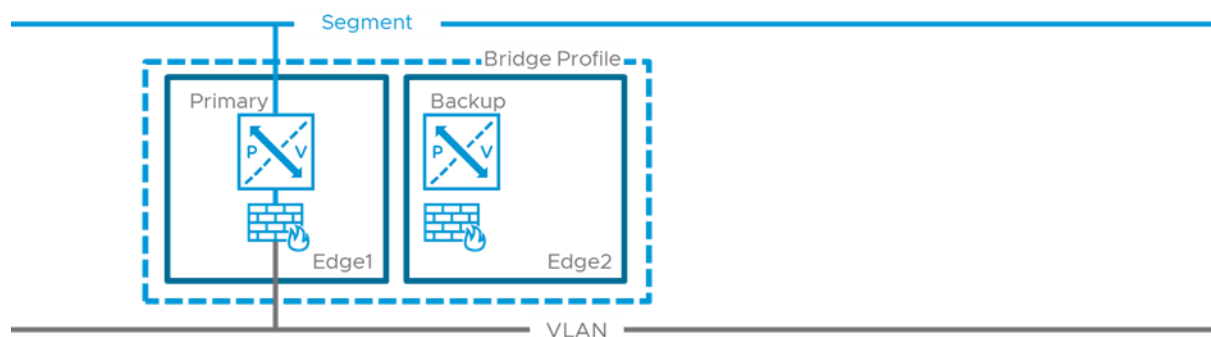 Segment
Bridge Profile
Primary
Backup
P V
P V
Edge1
Edge2
VLAN